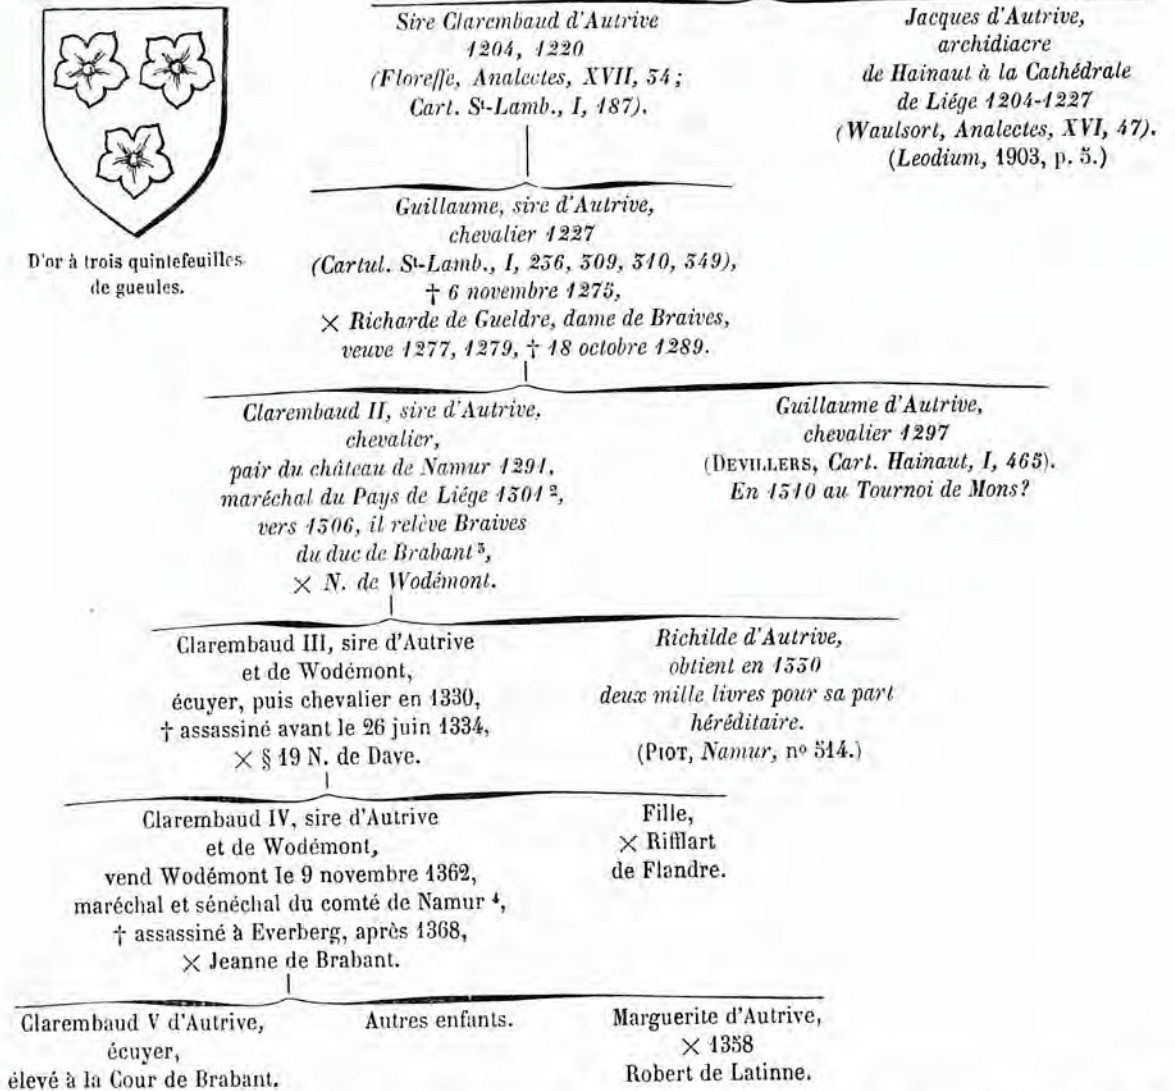 Sire Clarembaud d'Autrive
1204, 1220
(Floreffe, Analectes, XVII, 34;
Cart. St-Lamb., I, 187).
Jacques d'Autrive,
archidiacre
de Hainaut à la Cathédrale
de Liége 1204-1227
(Waulsort, Analectes, XVI, 47).
(Leodium, 1903, p. 5.)
D'or à trois quintefeuilles
de gueules.
Guillaume, sire d'Autrive,
chevalier 1227
(Cartul. St-Lamb., I, 236, 309, 310, 349),
† 6 novembre 1275,
× Richarde de Gueldre, dame de Braives,
veuve 1277, 1279, † 18 octobre 1289.
Clarembaud II, sire d'Autrive,
chevalier,
pair du château de Namur 1291,
maréchal du Pays de Liége 1301 ²,
vers 1306, il relève Braives
du duc de Brabant ³,
× N. de Wodémont.
Guillaume d'Autrive,
chevalier 1297
(DEVILLERS, Cart. Hainaut, I, 465).
En 1310 au Tournoi de Mons?
Clarembaud III, sire d'Autrive
et de Wodémont,
écuyer, puis chevalier en 1330,
† assassiné avant le 26 juin 1334,
× § 19 N. de Dave.
Richilde d'Autrive,
obtient en 1330
deux mille livres pour sa part
héréditaire.
(PIOT, Namur, nº 514.)
Clarembaud IV, sire d'Autrive
et de Wodémont,
vend Wodémont le 9 novembre 1362,
maréchal et sénéchal du comté de Namur ⁴,
† assassiné à Everberg, après 1368,
× Jeanne de Brabant.
Fille,
× Rifflart
de Flandre.
Clarembaud V d'Autrive,
écuyer,
élevé à la Cour de Brabant.
Autres enfants.
Marguerite d'Autrive,
× 1358
Robert de Latinne.